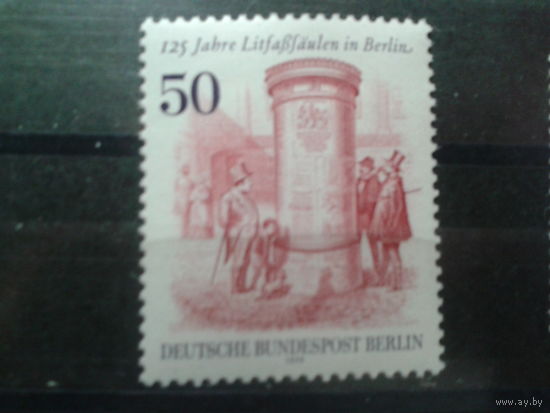 125 Jahre Litfaßſäulen in Berlin
50
DEUTSCHE BUNDESPOST BERLIN
www.ay.by